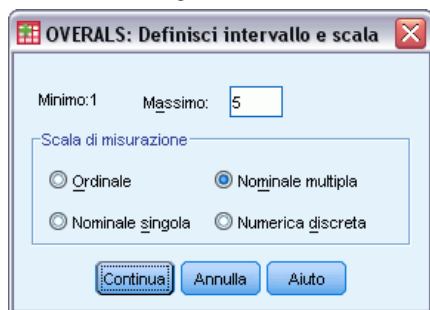 OVERALS: Definisci intervallo e scala
Minimo:1 Massimo: 5
Scala di misurazione
Ordinale Nominale multipla
Nominale singola Numerica discreta
Continua Annulla Aiuto